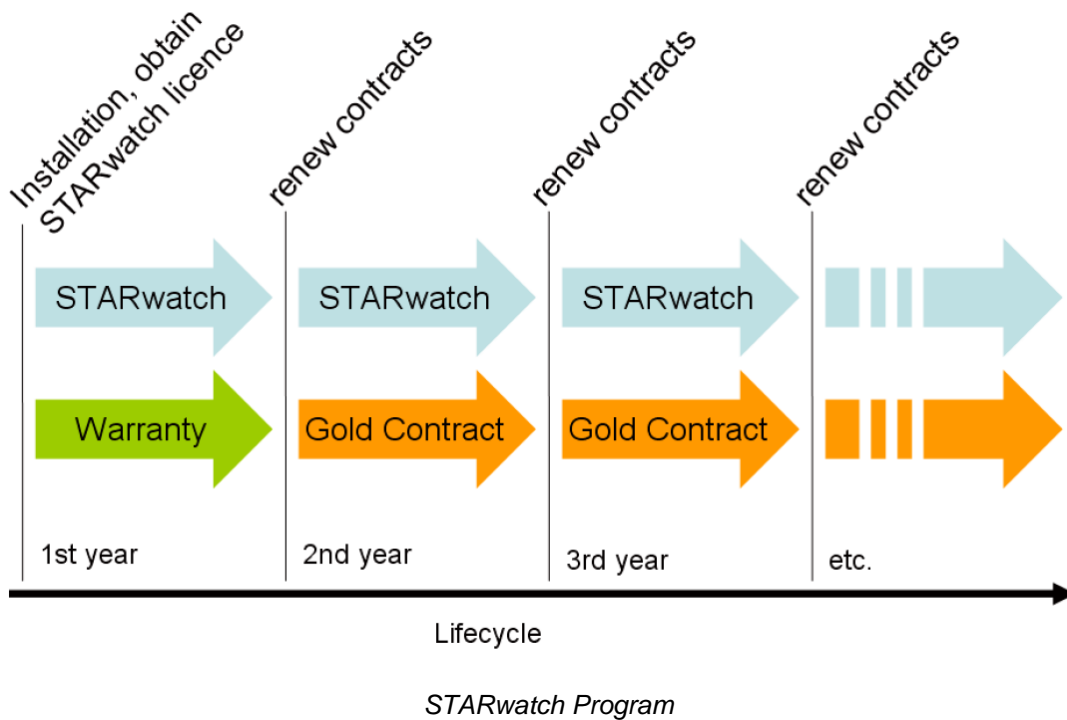 Installation, obtain
STARwatch licence
renew contracts
renew contracts
renew contracts
STARwatch
STARwatch
STARwatch
Warranty
Gold Contract
Gold Contract
1st year
2nd year
3rd year
etc.
Lifecycle
STARwatch Program